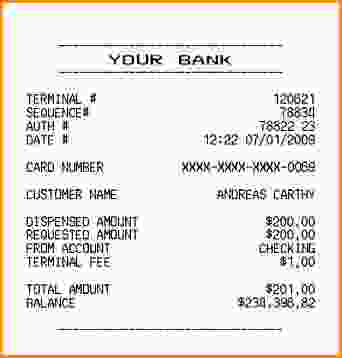 YOUR BANK
TERMINAL # 120621
SEQUENCE# 78834
AUTH # 78822 23
DATE # 12:22 07/01/2009
CARD NUMBER XXXX-XXXX-XXXX-0069
CUSTOMER NAME ANDREAS CARTHY
DISPENSED AMOUNT $200,00
REQUESTED AMOUNT $200,00
FROM ACCOUNT CHECKING
TERMINAL FEE $1,00
TOTAL AMOUNT $201,00
BALANCE $238,398,82